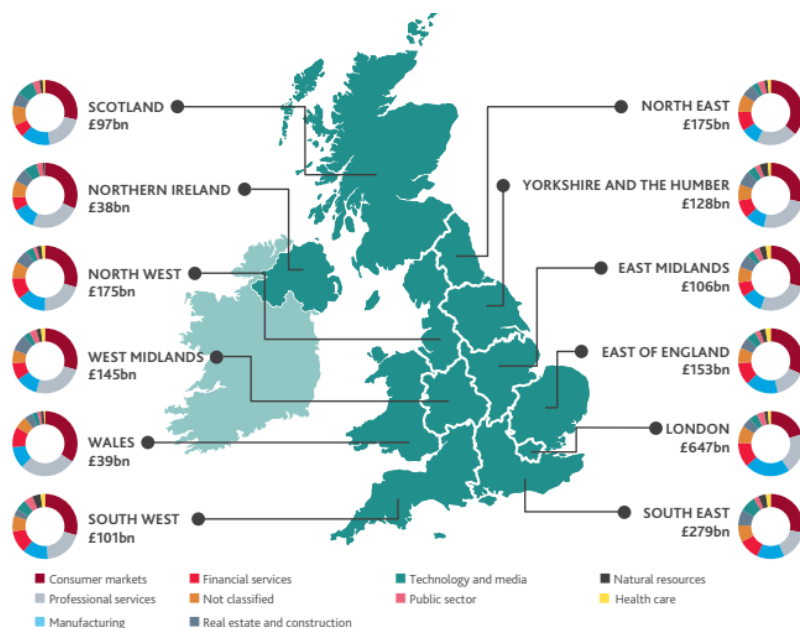 SCOTLAND
£97bn
NORTHERN IRELAND
£38bn
NORTH WEST
£175bn
WEST MIDLANDS
£145bn
WALES
£39bn
SOUTH WEST
£101bn
NORTH EAST
£175bn
YORKSHIRE AND THE HUMBER
£128bn
EAST MIDLANDS
£106bn
EAST OF ENGLAND
£153bn
LONDON
£647bn
SOUTH EAST
£279bn
Consumer markets
Financial services
Technology and media
Natural resources
Professional services
Not classified
Public sector
Health care
Manufacturing
Real estate and construction